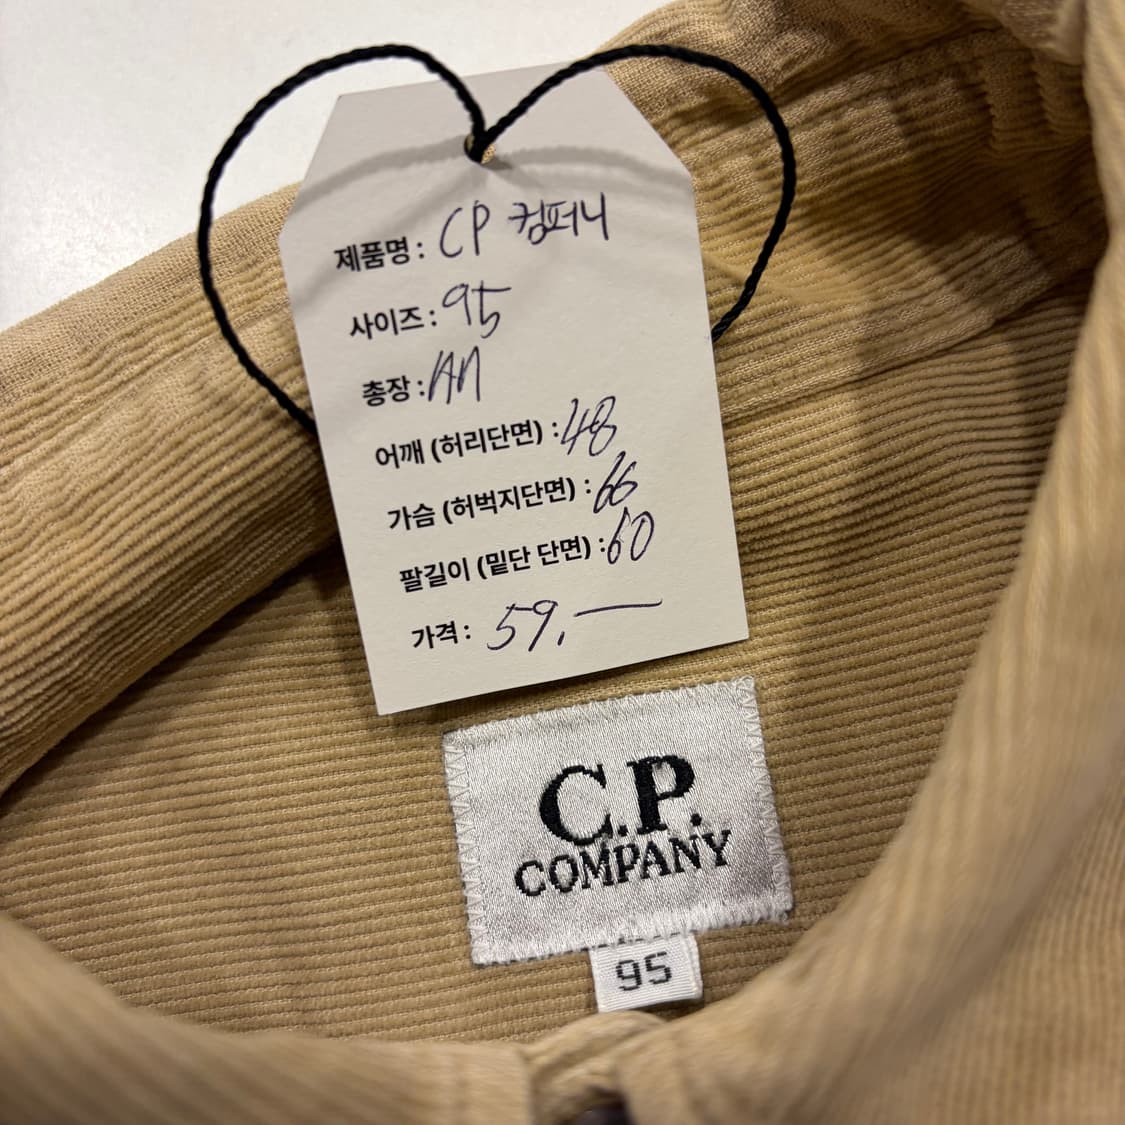 제품명 : CP 컴퍼니
사이즈 : 95
총장 :
어깨 (허리단면) : 48
가슴 (허벅지단면) : 66
팔길이 (밑단 단면) : 60
가격 : 59.—
C.P.
COMPANY
95